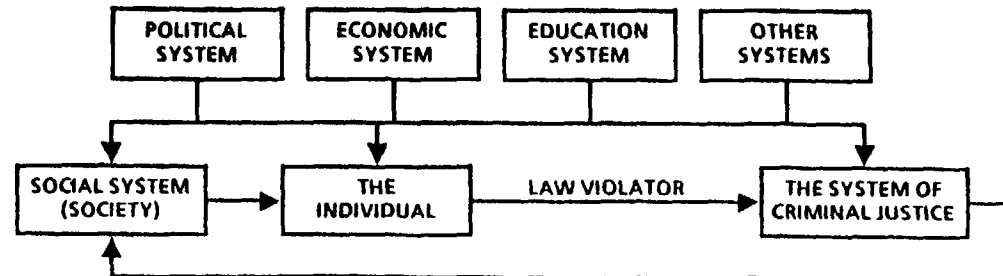 POLITICAL
SYSTEM
ECONOMIC
SYSTEM
EDUCATION
SYSTEM
OTHER
SYSTEMS
SOCIAL SYSTEM
(SOCIETY)
THE
INDIVIDUAL
LAW VIOLATOR
THE SYSTEM OF
CRIMINAL JUSTICE